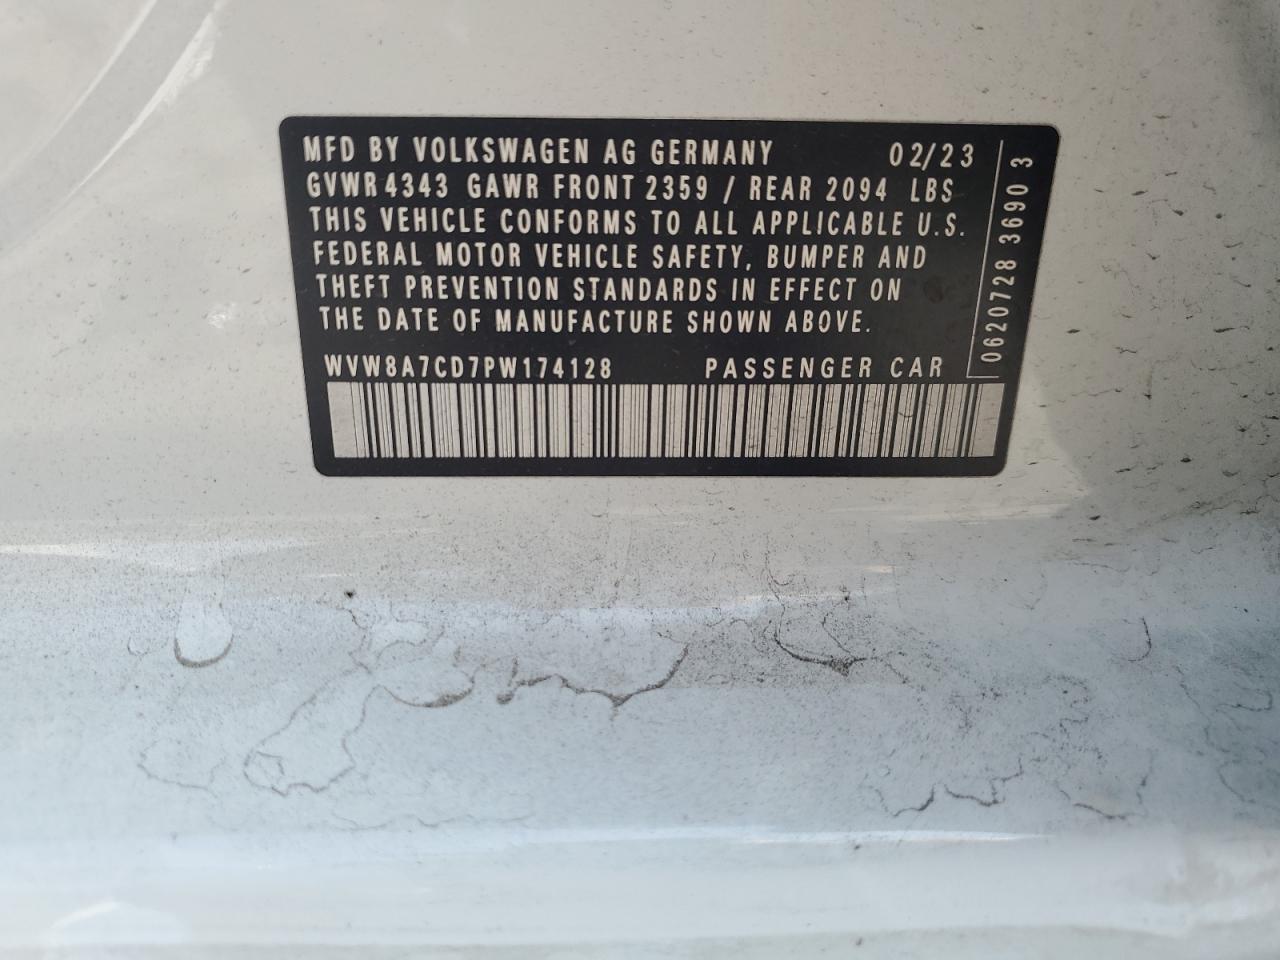 MFD BY VOLKSWAGEN AG GERMANY 02/23
GVWR 4343 GAWR FRONT 2359 / REAR 2094 LBS
THIS VEHICLE CONFORMS TO ALL APPLICABLE U.S.
FEDERAL MOTOR VEHICLE SAFETY, BUMPER AND
THEFT PREVENTION STANDARDS IN EFFECT ON
THE DATE OF MANUFACTURE SHOWN ABOVE.
WVW8A7CD7PW174128 PASSENGER CAR
0620728 3690 3